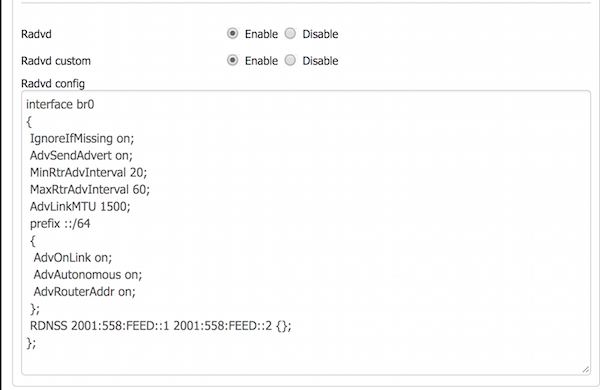 Radvd Enable Disable
Radvd custom Enable Disable
Radvd config
interface br0
{
IgnoreIfMissing on;
AdvSendAdvert on;
MinRtrAdvInterval 20;
MaxRtrAdvInterval 60;
AdvLinkMTU 1500;
prefix ::/64
{
AdvOnLink on;
AdvAutonomous on;
AdvRouterAddr on;
};
RDNSS 2001:558:FEED::1 2001:558:FEED::2 {};
};